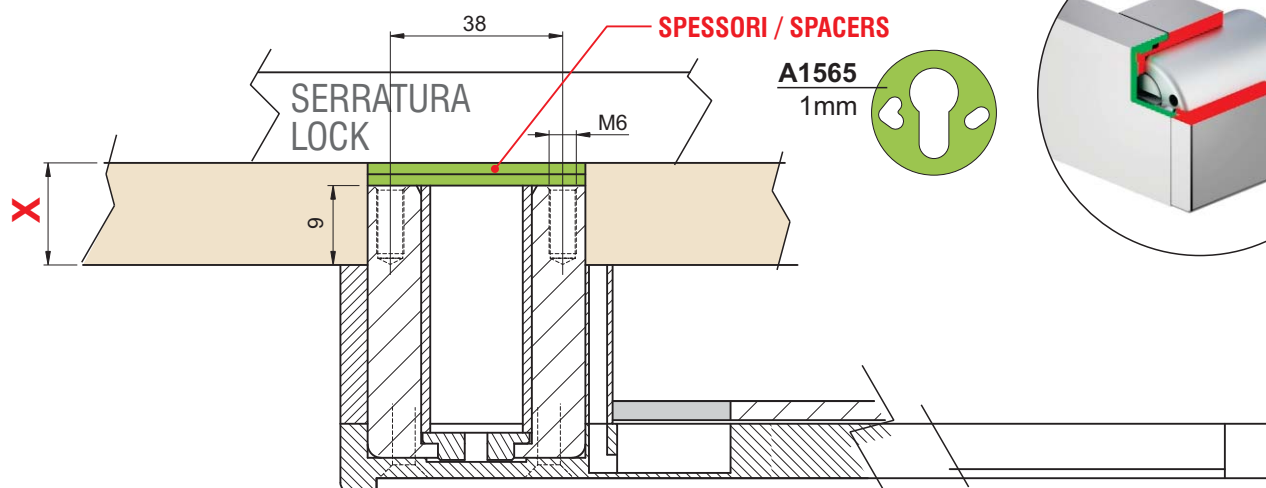 38
SPESSORI / SPACERS
A1565
1mm
SERRATURA
LOCK
M6
X
9